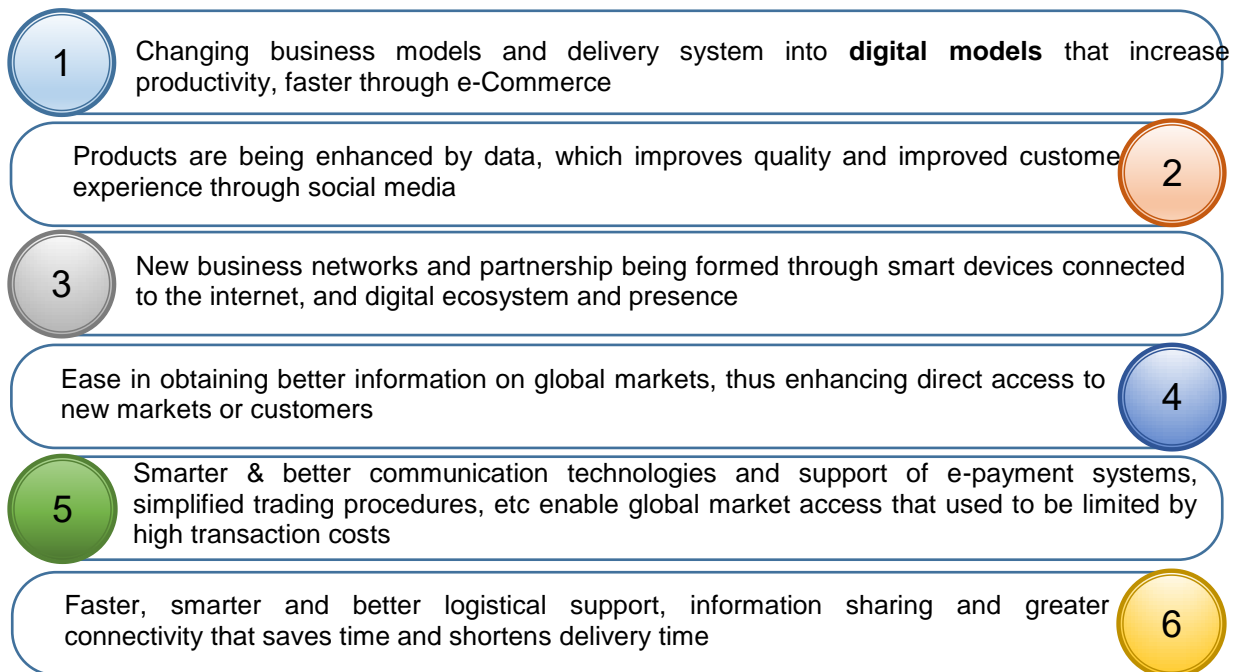 1
Changing business models and delivery system into digital models that increase
productivity, faster through e-Commerce
Products are being enhanced by data, which improves quality and improved custome
experience through social media
2
3
New business networks and partnership being formed through smart devices connected
to the internet, and digital ecosystem and presence
Ease in obtaining better information on global markets, thus enhancing direct access to
new markets or customers
4
5
Smarter & better communication technologies and support of e-payment systems,
simplified trading procedures, etc enable global market access that used to be limited by
high transaction costs
Faster, smarter and better logistical support, information sharing and greater
connectivity that saves time and shortens delivery time
6